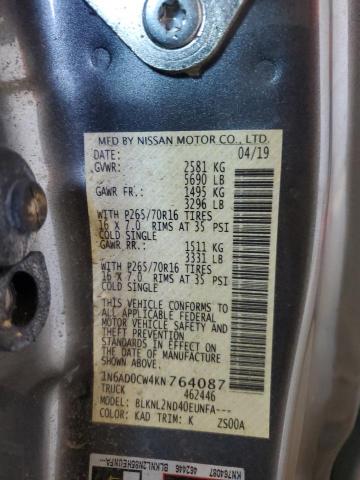 MFD BY NISSAN MOTOR CO., LTD.
DATE: 04/19
GVWR: 2581 KG
5690 LB
GAWR FR.: 1495 KG
3296 LB
WITH P265/70R16 TIRES
16 X 7.0 RIMS AT 35 PSI
COLD SINGLE
GAWR RR.: 1511 KG
3331 LB
WITH P265/70R16 TIRES
16 X 7.0 RIMS AT 35 PSI
COLD SINGLE
THIS VEHICLE CONFORMS TO
ALL APPLICABLE FEDERAL
MOTOR VEHICLE SAFETY
STANDARDS IN EFFECT ON
THE DATE OF MANUFACTURE
SHOWN ABOVE.
1N6AD0CW4KN764087
TRUCK 462446
MODEL: BLKNL2ND40EUNFA---
COLOR: KAD TRIM: K ZS00A
KN764087
462446